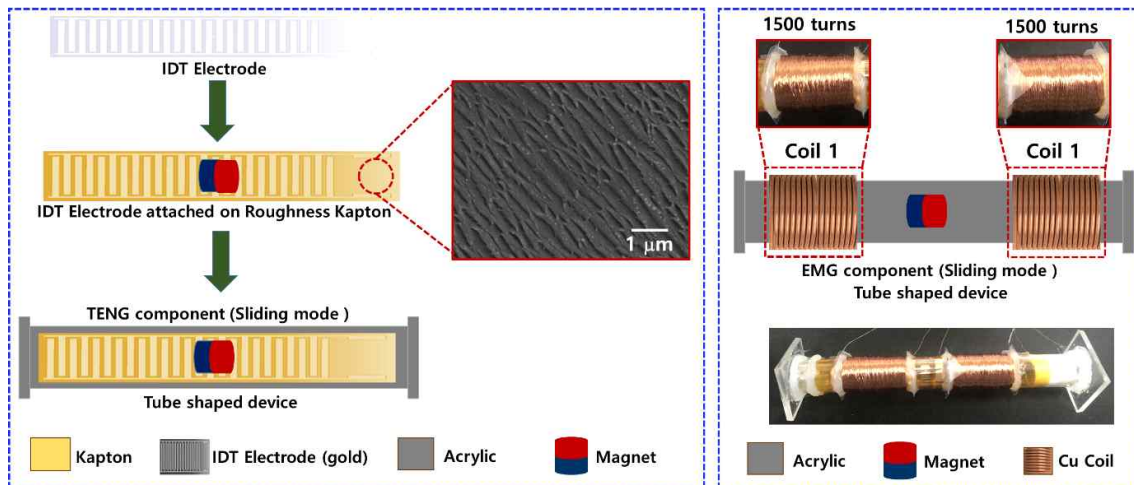 IDT Electrode
IDT Electrode attached on Roughness Kapton
1 μm
TENG component (Sliding mode )
Tube shaped device
Kapton
IDT Electrode (gold)
Acrylic
Magnet
1500 turns
1500 turns
Coil 1
Coil 1
EMG component (Sliding mode )
Tube shaped device
Acrylic
Magnet
Cu Coil